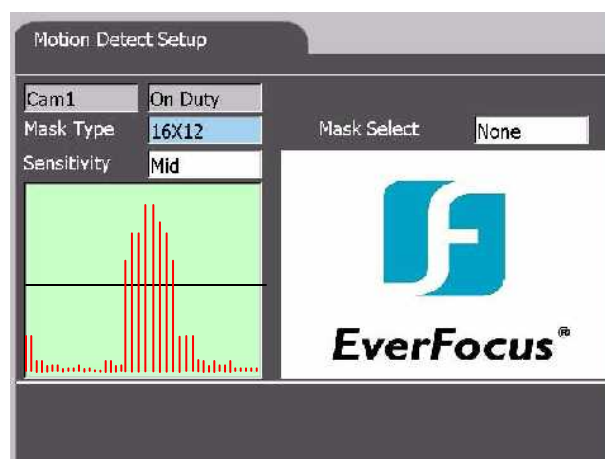 Motion Detect Setup
Cam1 On Duty
Mask Type 16X12 Mask Select None
Sensitivity Mid
EverFocus®